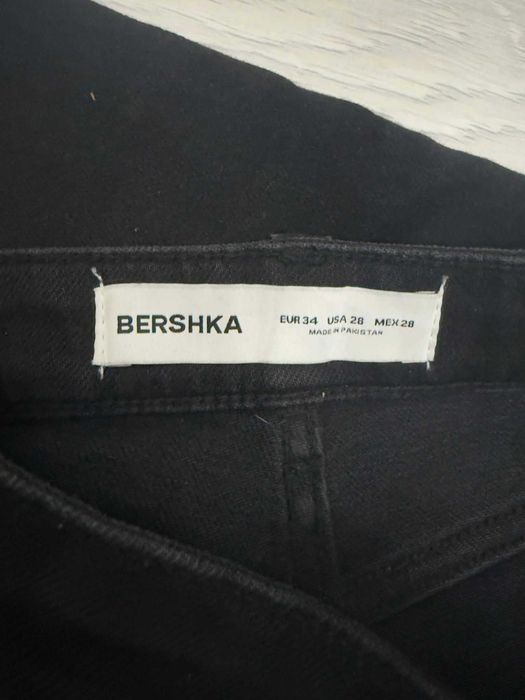 BERSHKA
EUR 34 USA 28 MEX 28
MADE IN PAKISTAN